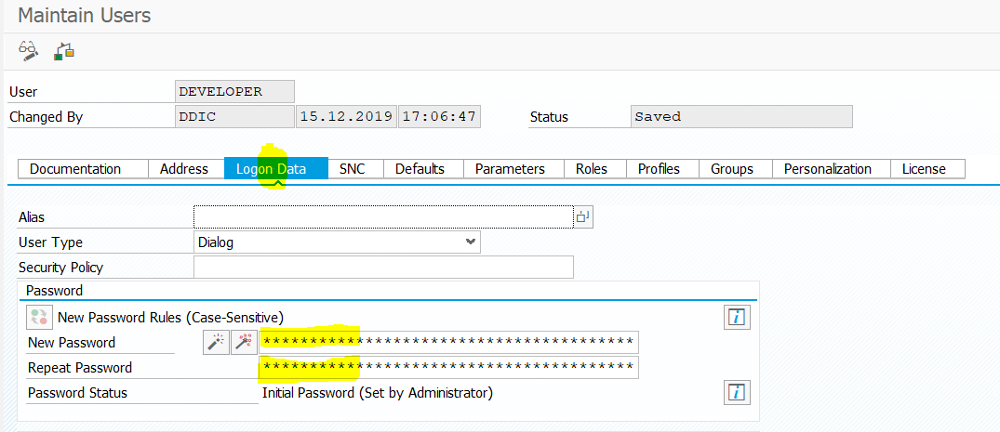 Maintain Users
User DEVELOPER
Changed By DDIC 15.12.2019 17:06:47 Status Saved
Documentation Address Logon Data SNC Defaults Parameters Roles Profiles Groups Personalization License
Alias
User Type Dialog
Security Policy
Password
New Password Rules (Case-Sensitive)
New Password ****************************************
Repeat Password ****************************************
Password Status Initial Password (Set by Administrator)